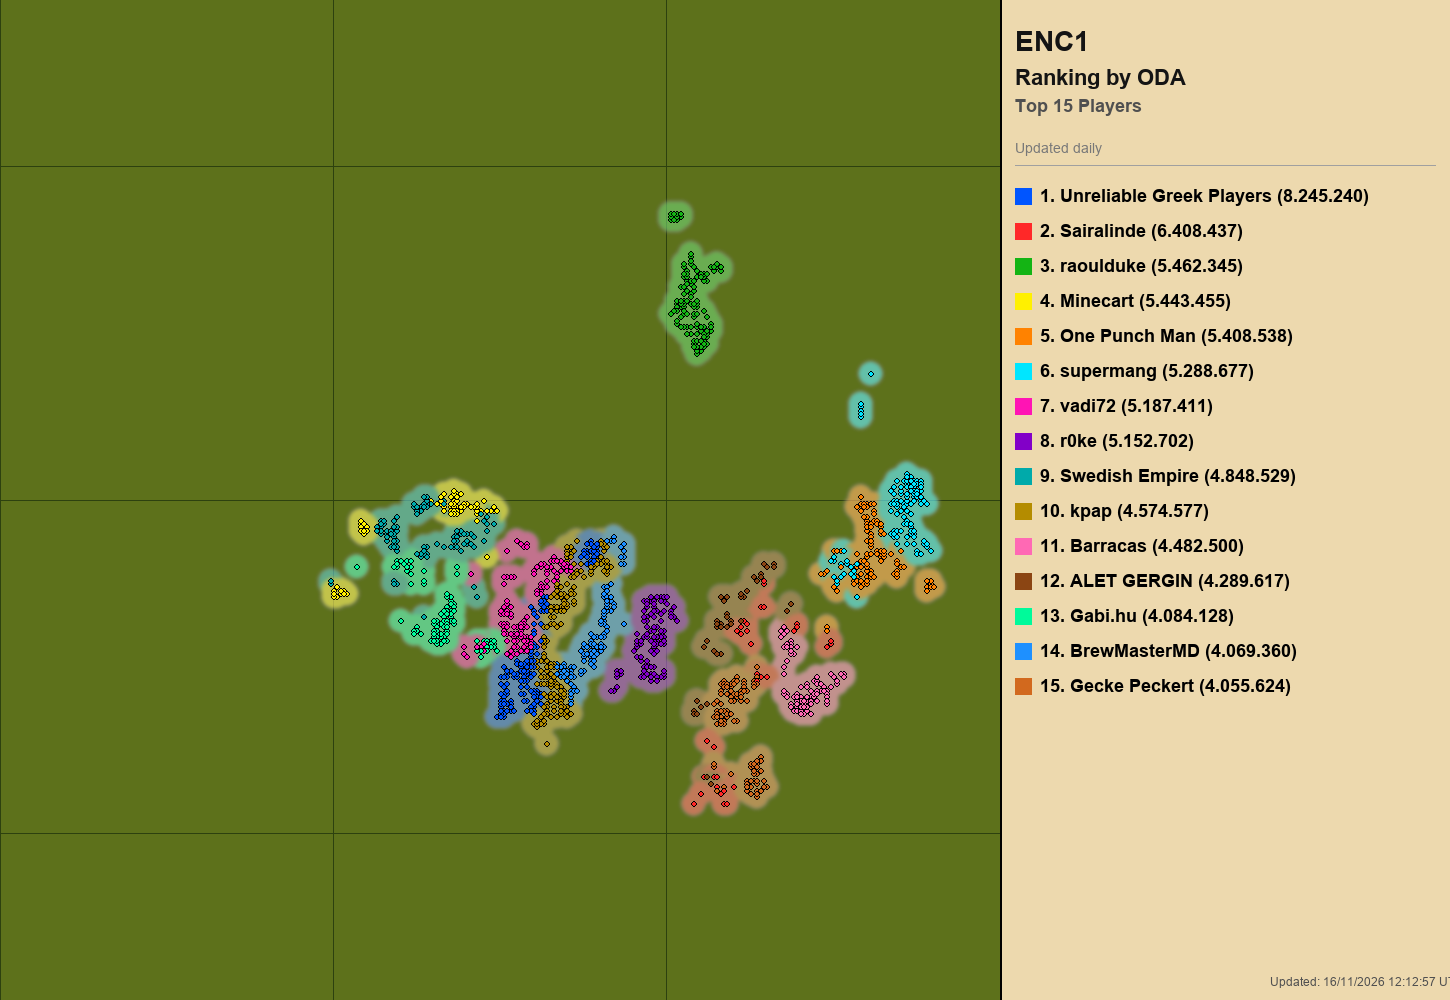 ENC1
Ranking by ODA
Top 15 Players
Updated daily
1. Unreliable Greek Players (8.245.240)
2. Sairalinde (6.408.437)
3. raoulduke (5.462.345)
4. Minecart (5.443.455)
5. One Punch Man (5.408.538)
6. supermang (5.288.677)
7. vadi72 (5.187.411)
8. r0ke (5.152.702)
9. Swedish Empire (4.848.529)
10. kpap (4.574.577)
11. Barracas (4.482.500)
12. ALET GERGIN (4.289.617)
13. Gabi.hu (4.084.128)
14. BrewMasterMD (4.069.360)
15. Gecke Peckert (4.055.624)
Updated: 16/11/2026 12:12:57